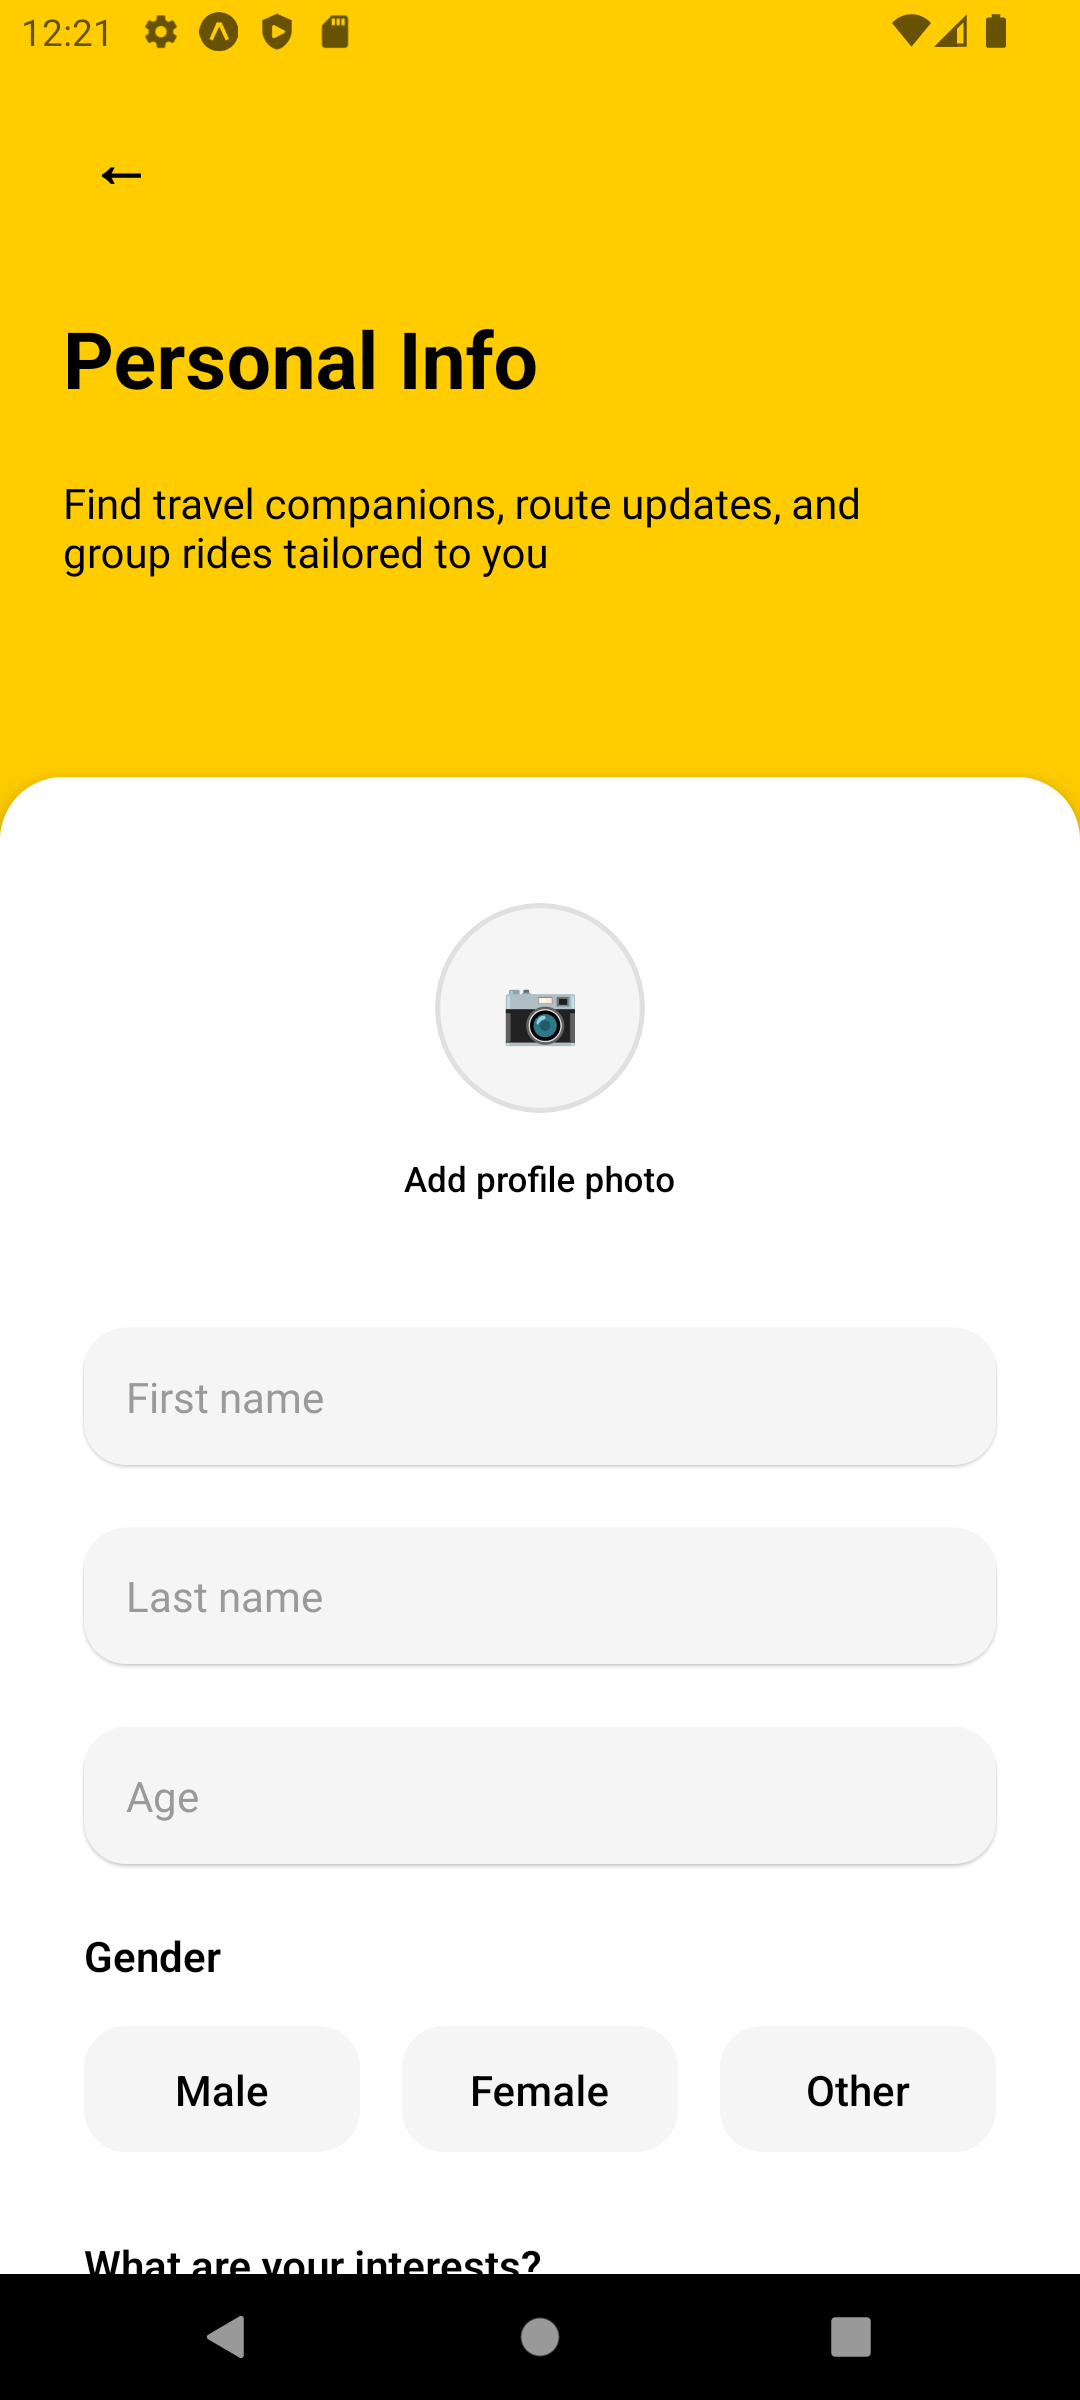 12:21
←
Personal Info
Find travel companions, route updates, and
group rides tailored to you
Add profile photo
First name
Last name
Age
Gender
Male Female Other
What are your interests?